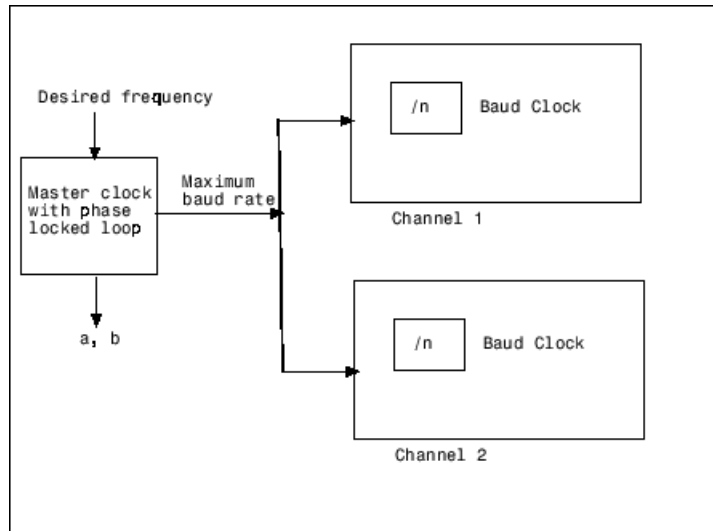 Desired frequency
Master clock
with phase
locked loop
a, b
Maximum
baud rate
/n
Baud Clock
Channel 1
/n
Baud Clock
Channel 2